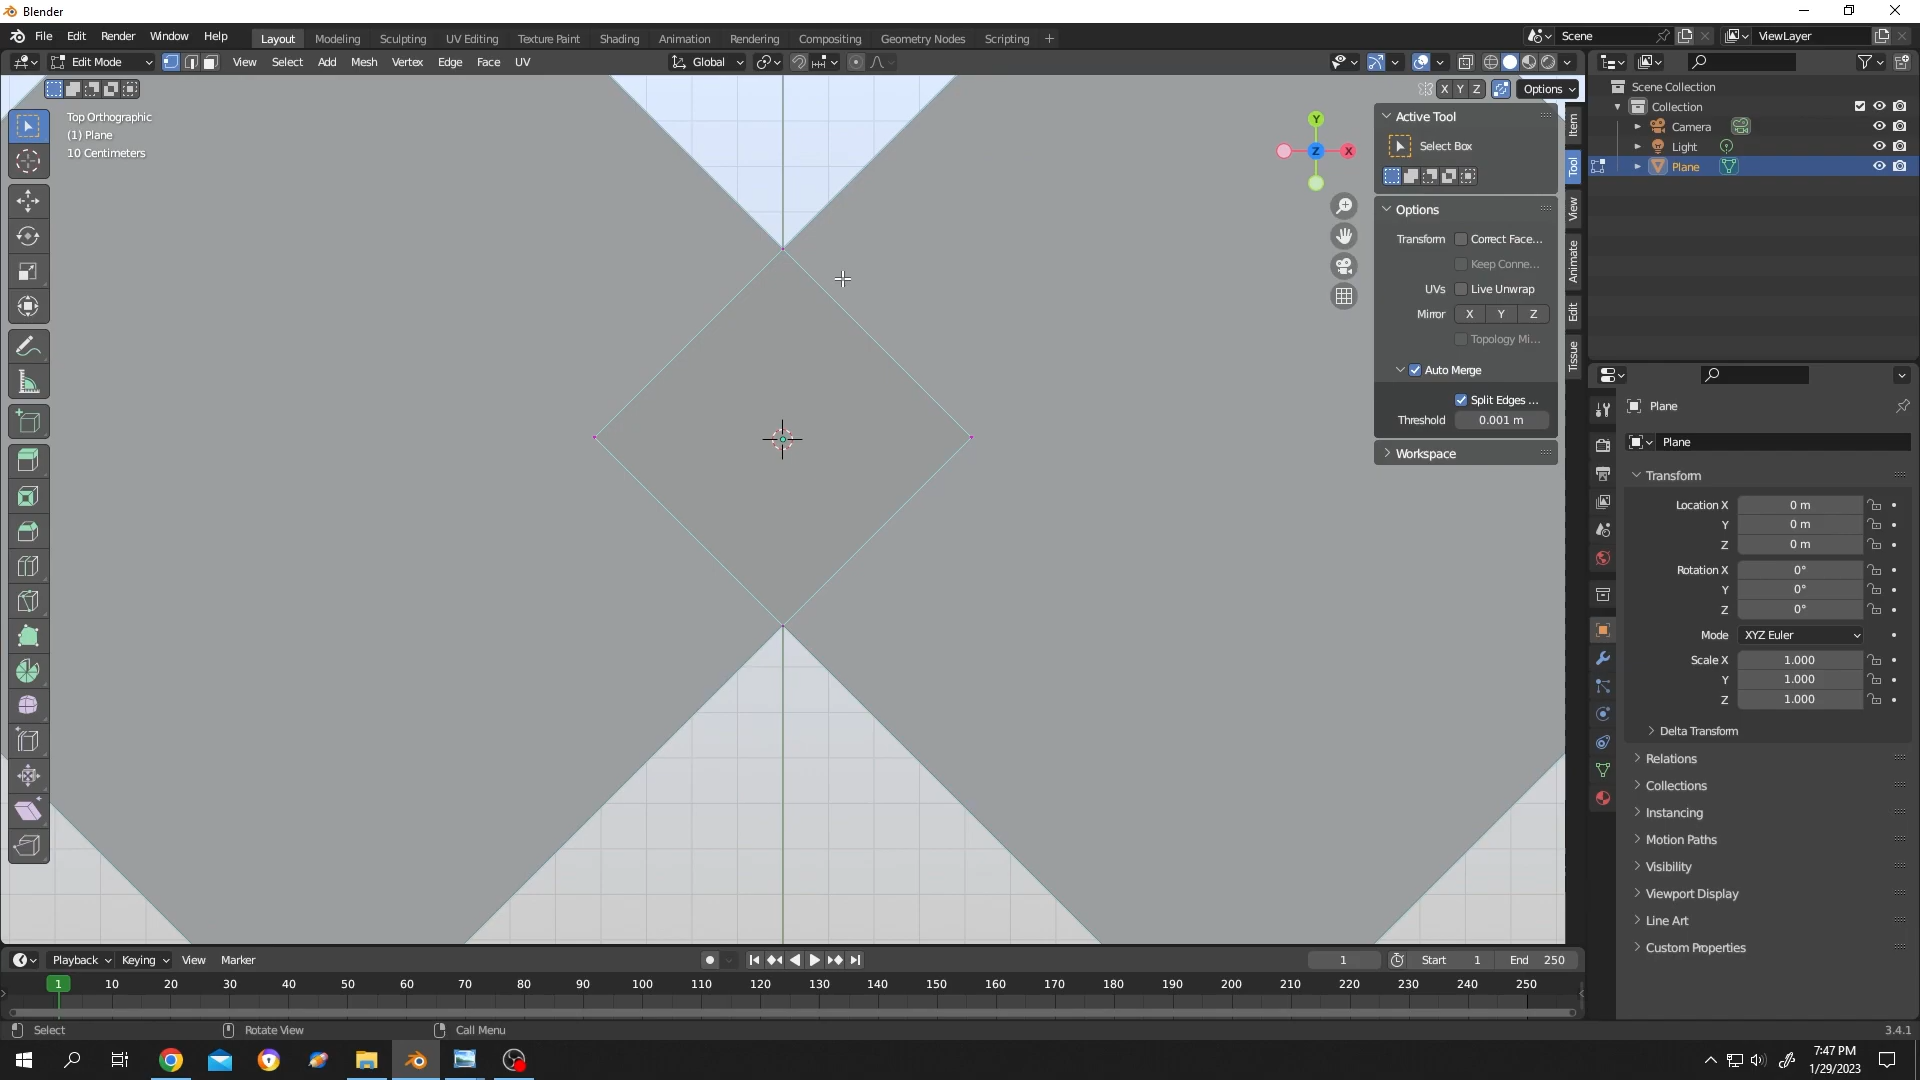 Blender
File Edit Render Window Help Layout Modeling Sculpting UV Editing Texture Paint Shading Animation Rendering Compositing Geometry Nodes Scripting Scene ViewLayer
Edit Mode View Select Add Mesh Vertex Edge Face UV Global
X Y Z Options
Top Orthographic
(1) Plane
10 Centimeters
Y
Z
X
Active Tool
Select Box
Options
Transform Correct Face...
Keep Conne...
UVs Live Unwrap
Mirror X Y Z
Topology Mi...
Auto Merge
Split Edges ...
Threshold 0.001 m
Workspace
Item
Tool
View
Animate
Edit
Tissue
Scene Collection
Collection
Camera
Light
Plane
Plane
Plane
Transform
Location X 0 m
Y 0 m
Z 0 m
Rotation X 0°
Y 0°
Z 0°
Mode XYZ Euler
Scale X 1.000
Y 1.000
Z 1.000
Delta Transform
Relations
Collections
Instancing
Motion Paths
Visibility
Viewport Display
Line Art
Custom Properties
Playback Keying View Marker 1 Start 1 End 250
1 10 20 30 40 50 60 70 80 90 100 110 120 130 140 150 160 170 180 190 200 210 220 230 240 250
Select Rotate View Call Menu 3.4.1
7:47 PM
1/29/2023